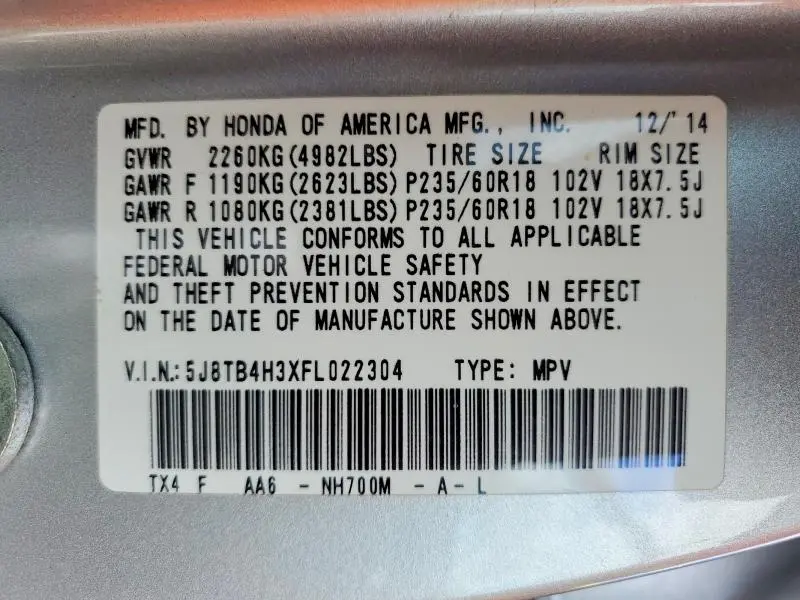 MFD. BY HONDA OF AMERICA MFG., INC. 12/'14
GVWR 2260KG(4982LBS) TIRE SIZE RIM SIZE
GAWR F 1190KG(2623LBS) P235/60R18 102V 18X7.5J
GAWR R 1080KG(2381LBS) P235/60R18 102V 18X7.5J
THIS VEHICLE CONFORMS TO ALL APPLICABLE
FEDERAL MOTOR VEHICLE SAFETY
AND THEFT PREVENTION STANDARDS IN EFFECT
ON THE DATE OF MANUFACTURE SHOWN ABOVE.
V.I.N.: 5J8TB4H3XFL022304 TYPE: MPV
TX4 F AA6 - NH700M - A - L